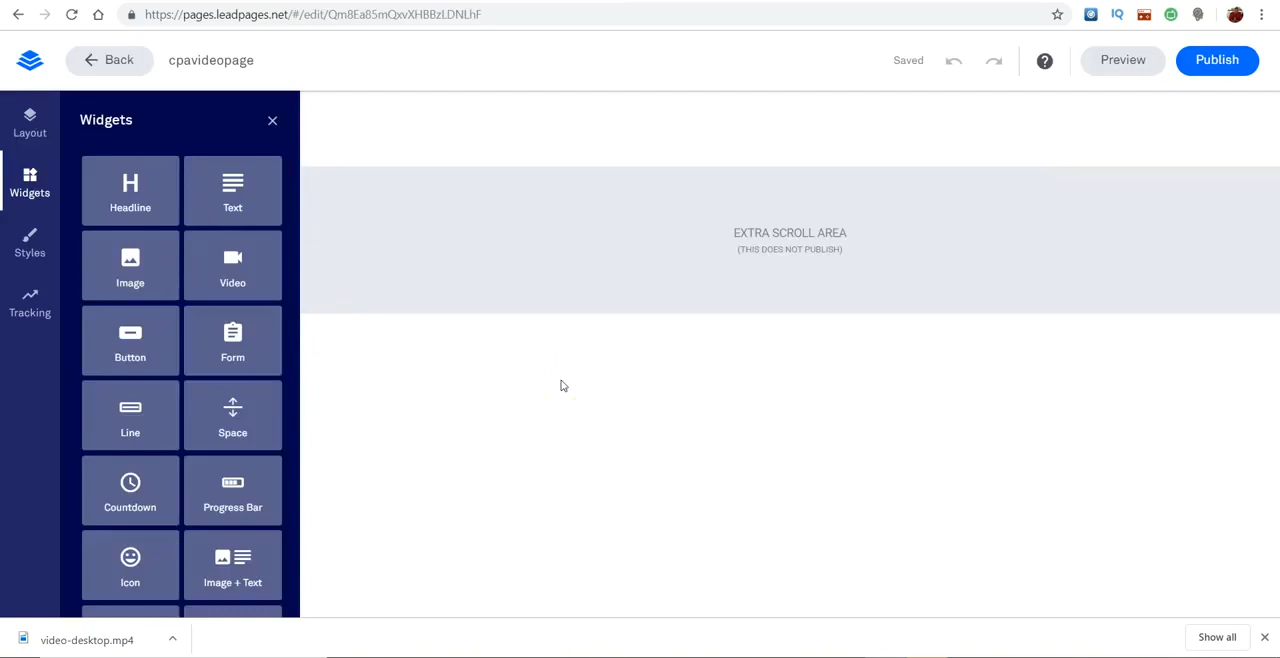 https://pages.leadpages.net/#/edit/Qm8Ea85mQxvXHBBzLDNLhF
IQ
Back
cpavideopage
Saved
Preview
Publish
Layout
Widgets
Styles
Tracking
Widgets
Headline
Text
Image
Video
Button
Form
Line
Space
Countdown
Progress Bar
Icon
Image + Text
EXTRA SCROLL AREA
(THIS DOES NOT PUBLISH)
video-desktop.mp4
Show all